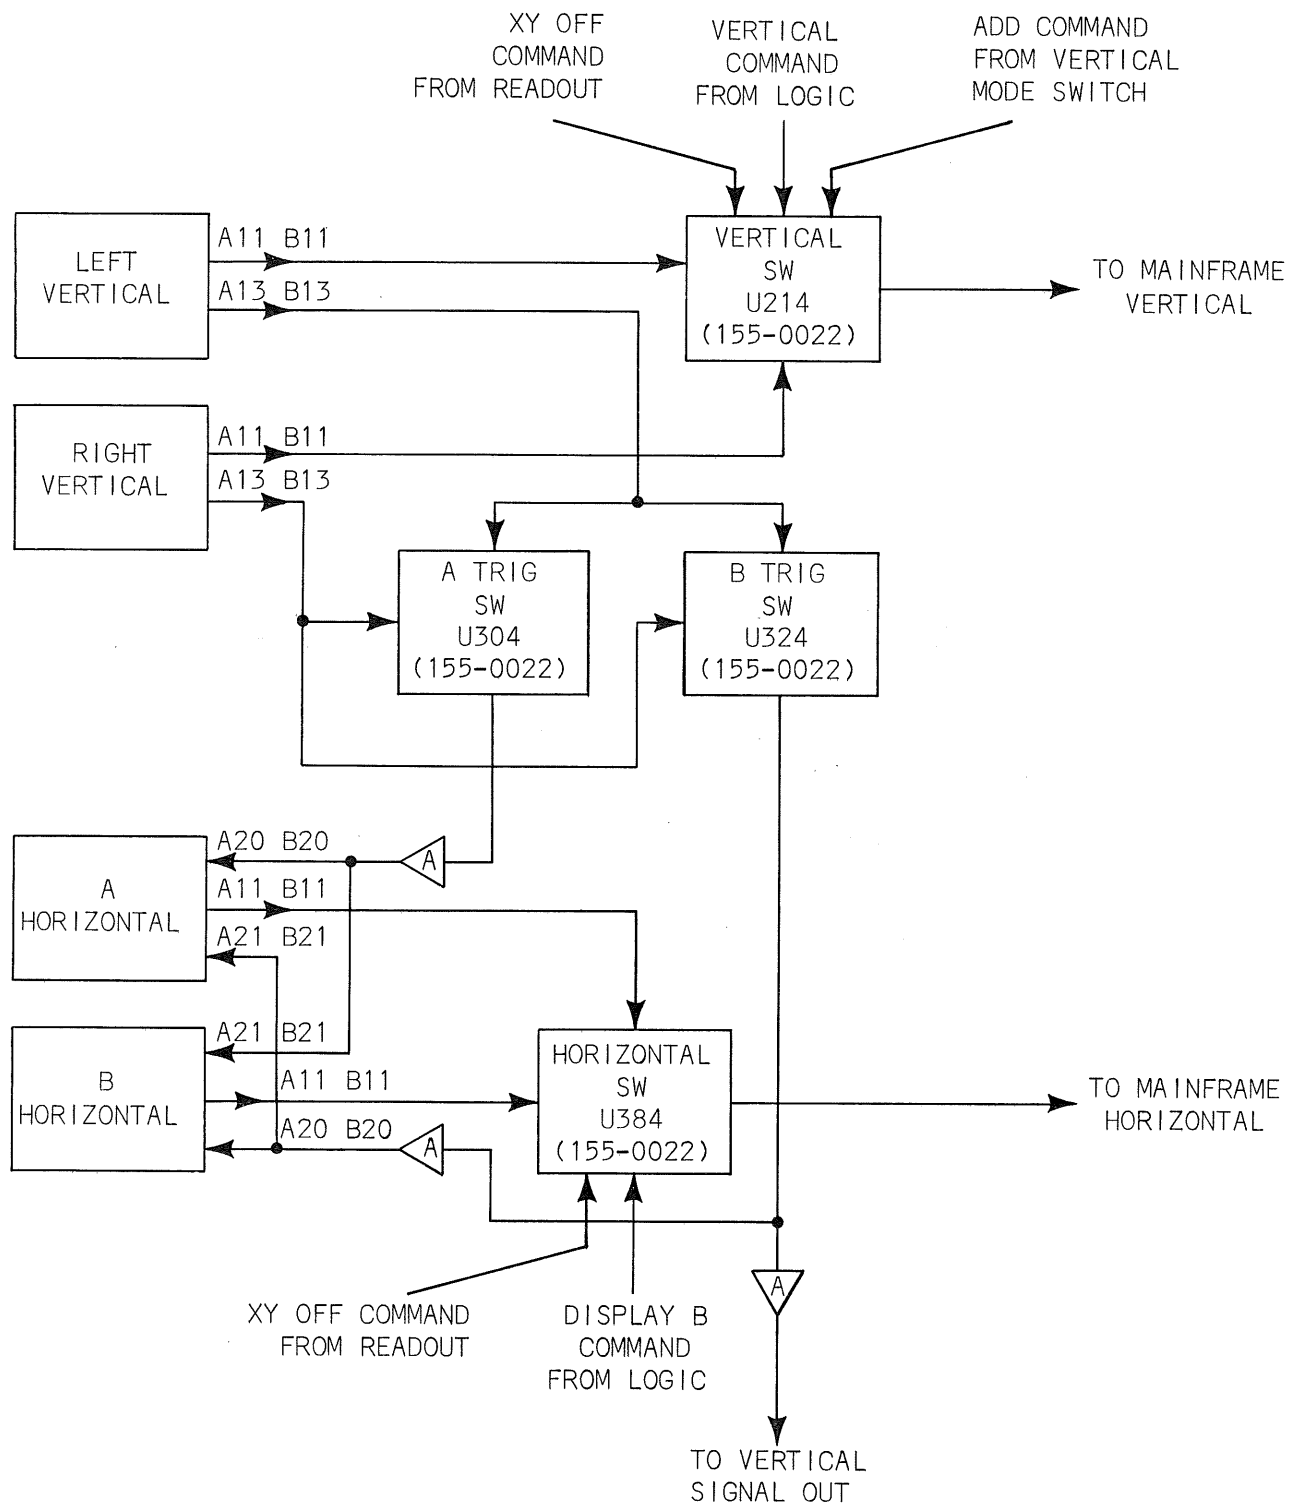 XY OFF
COMMAND
FROM READOUT
VERTICAL
COMMAND
FROM LOGIC
ADD COMMAND
FROM VERTICAL
MODE SWITCH
LEFT
VERTICAL
A11 B11
A13 B13
VERTICAL
SW
U214
(155-0022)
TO MAINFRAME
VERTICAL
RIGHT
VERTICAL
A11 B11
A13 B13
A TRIG
SW
U304
(155-0022)
B TRIG
SW
U324
(155-0022)
A
HORIZONTAL
A20 B20
A
A11 B11
A21 B21
B
HORIZONTAL
A21 B21
A11 B11
A20 B20
A
HORIZONTAL
SW
U384
(155-0022)
TO MAINFRAME
HORIZONTAL
XY OFF COMMAND
FROM READOUT
DISPLAY B
COMMAND
FROM LOGIC
A
TO VERTICAL
SIGNAL OUT